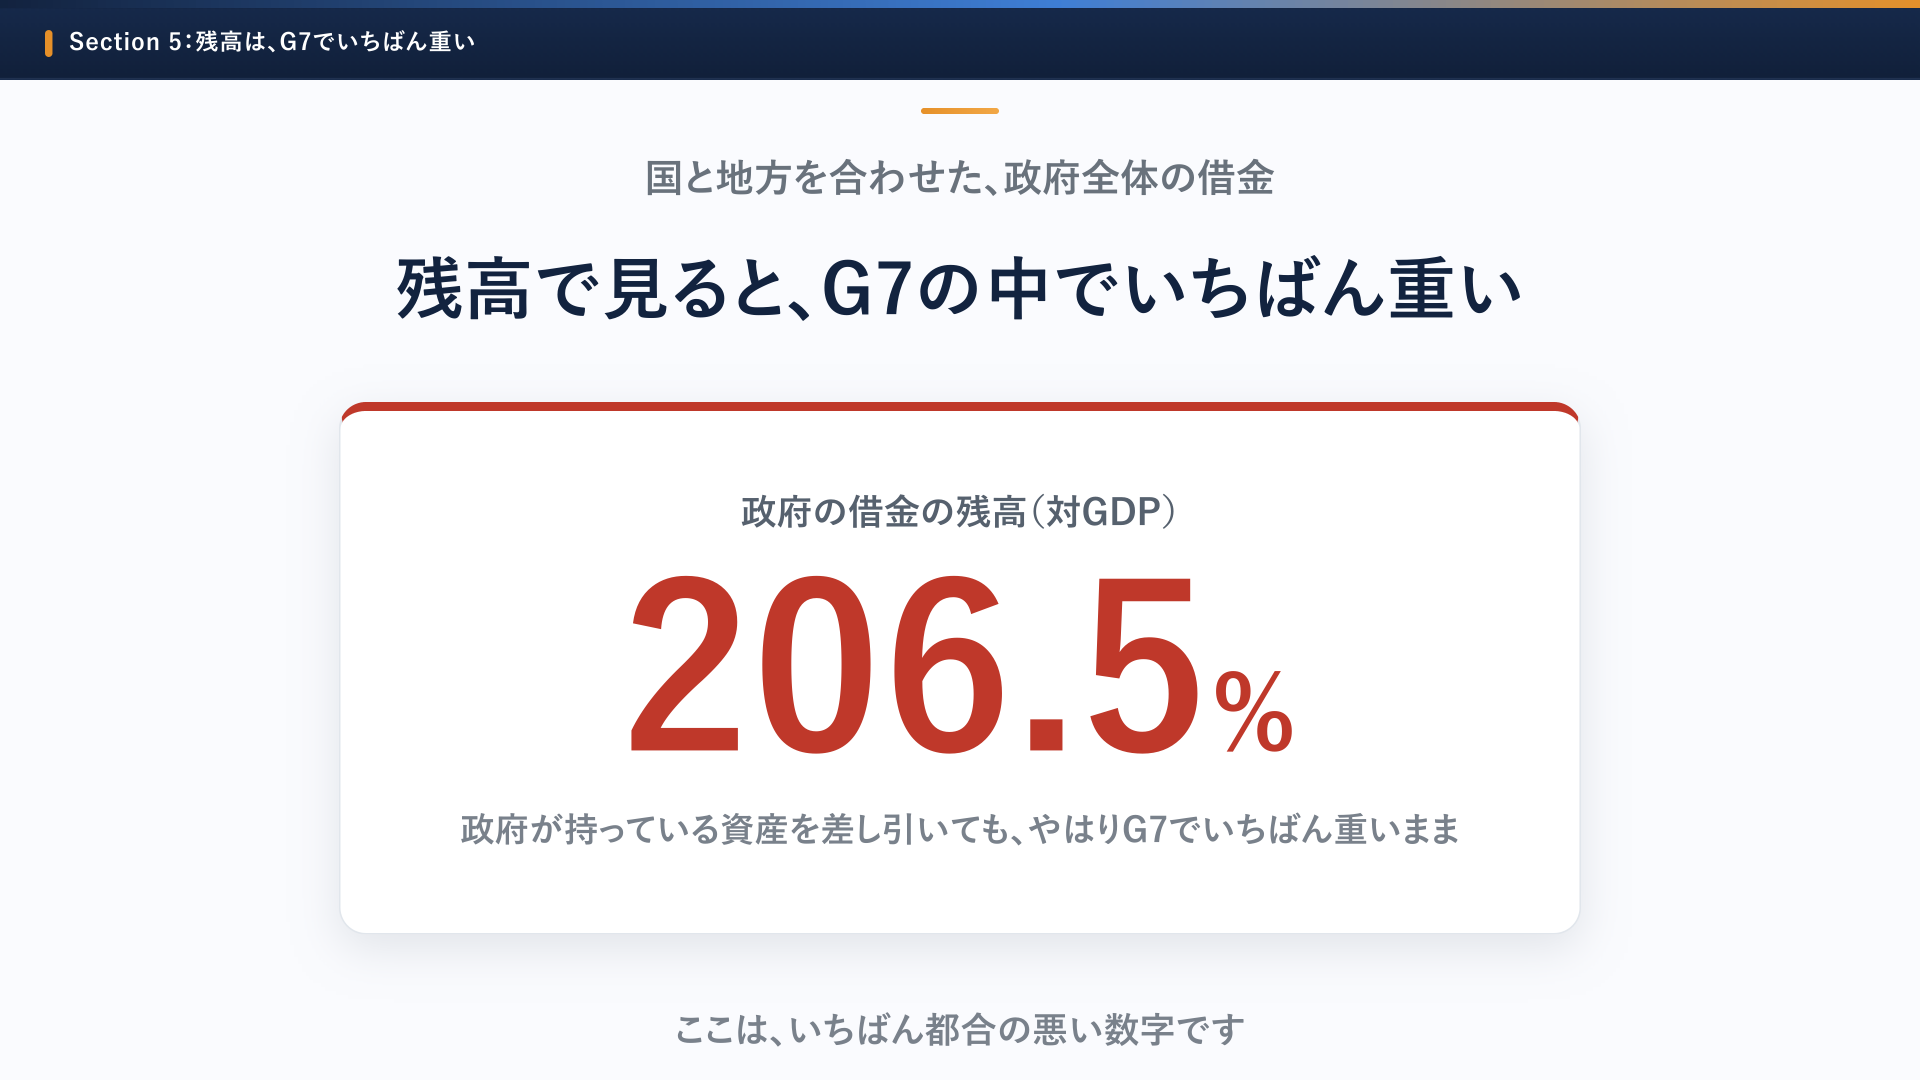 Section 5：残高は、G7でいちばん重い
国と地方を合わせた、政府全体の借金
残高で見ると、G7の中でいちばん重い
政府の借金の残高（対GDP）
206.5%
政府が持っている資産を差し引いても、やはりG7でいちばん重いまま
ここは、いちばん都合の悪い数字です